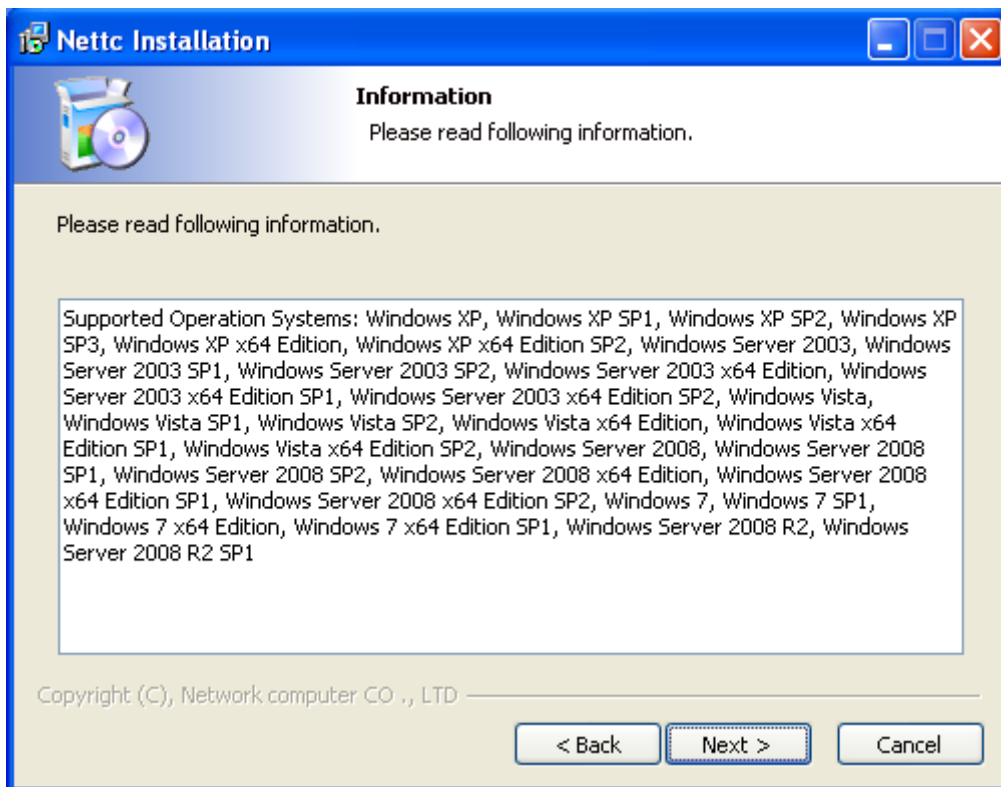 Nettc Installation
Information
Please read following information.
Please read following information.
Supported Operation Systems: Windows XP, Windows XP SP1, Windows XP SP2, Windows XP
SP3, Windows XP x64 Edition, Windows XP x64 Edition SP2, Windows Server 2003, Windows
Server 2003 SP1, Windows Server 2003 SP2, Windows Server 2003 x64 Edition, Windows
Server 2003 x64 Edition SP1, Windows Server 2003 x64 Edition SP2, Windows Vista,
Windows Vista SP1, Windows Vista SP2, Windows Vista x64 Edition, Windows Vista x64
Edition SP1, Windows Vista x64 Edition SP2, Windows Server 2008, Windows Server 2008
SP1, Windows Server 2008 SP2, Windows Server 2008 x64 Edition, Windows Server 2008
x64 Edition SP1, Windows Server 2008 x64 Edition SP2, Windows 7, Windows 7 SP1,
Windows 7 x64 Edition, Windows 7 x64 Edition SP1, Windows Server 2008 R2, Windows
Server 2008 R2 SP1
Copyright (C), Network computer CO ., LTD
< Back Next > Cancel